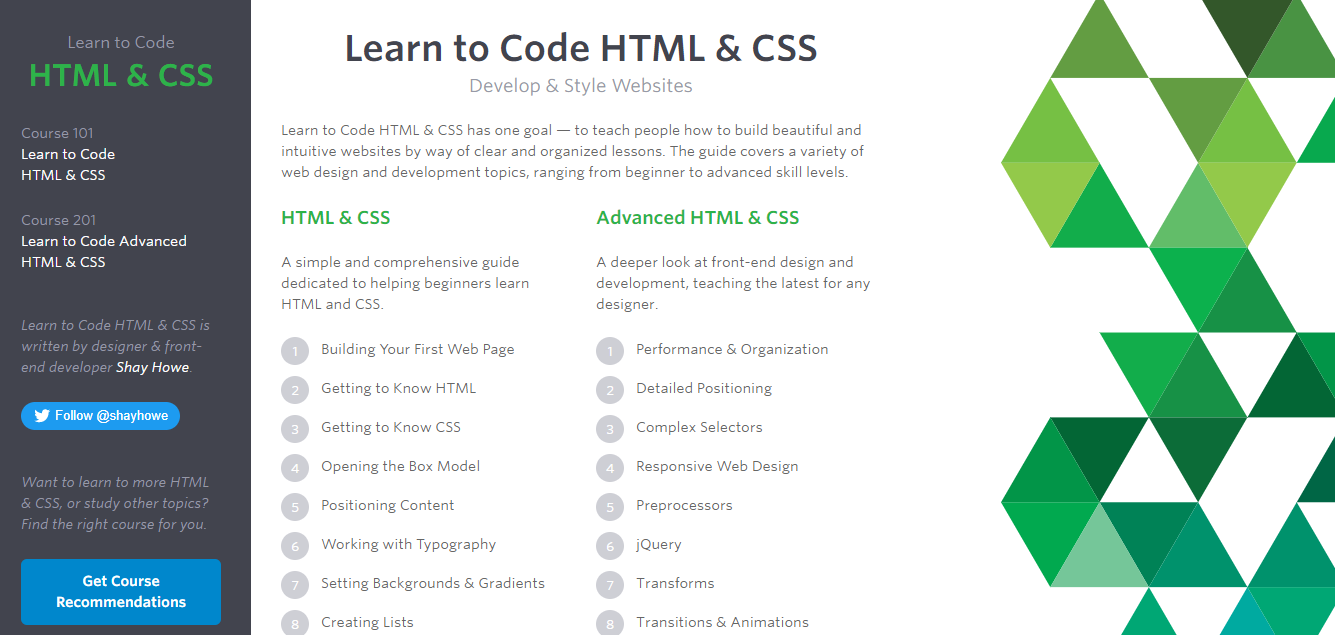 Learn to Code
HTML & CSS
Course 101
Learn to Code
HTML & CSS
Course 201
Learn to Code Advanced
HTML & CSS
Learn to Code HTML & CSS is
written by designer & front-
end developer Shay Howe.
Follow @shayhowe
Want to learn to more HTML
& CSS, or study other topics?
Find the right course for you.
Get Course
Recommendations
Learn to Code HTML & CSS
Develop & Style Websites
Learn to Code HTML & CSS has one goal — to teach people how to build beautiful and
intuitive websites by way of clear and organized lessons. The guide covers a variety of
web design and development topics, ranging from beginner to advanced skill levels.
HTML & CSS
A simple and comprehensive guide
dedicated to helping beginners learn
HTML and CSS.
1 Building Your First Web Page
2 Getting to Know HTML
3 Getting to Know CSS
4 Opening the Box Model
5 Positioning Content
6 Working with Typography
7 Setting Backgrounds & Gradients
8 Creating Lists
Advanced HTML & CSS
A deeper look at front-end design and
development, teaching the latest for any
designer.
1 Performance & Organization
2 Detailed Positioning
3 Complex Selectors
4 Responsive Web Design
5 Preprocessors
6 jQuery
7 Transforms
8 Transitions & Animations